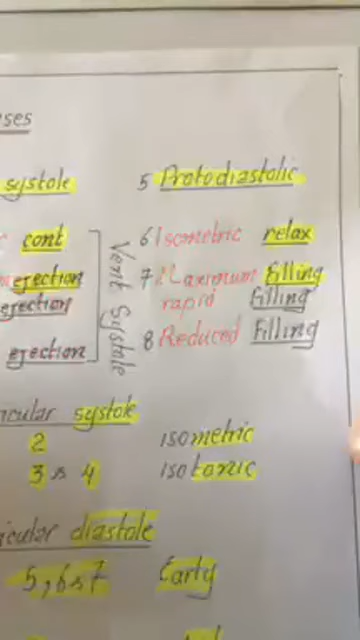 ses
systole
5 Protodiastolic
cont
6 Isometric relax
ejection
7 Maximum filling
ejection
rapid filling
ejection
8 Reduced Filling
Vent Systole
icular systole
2 isometric
3 & 4 isotonic
icular diastole
5, 6 & 7 Early